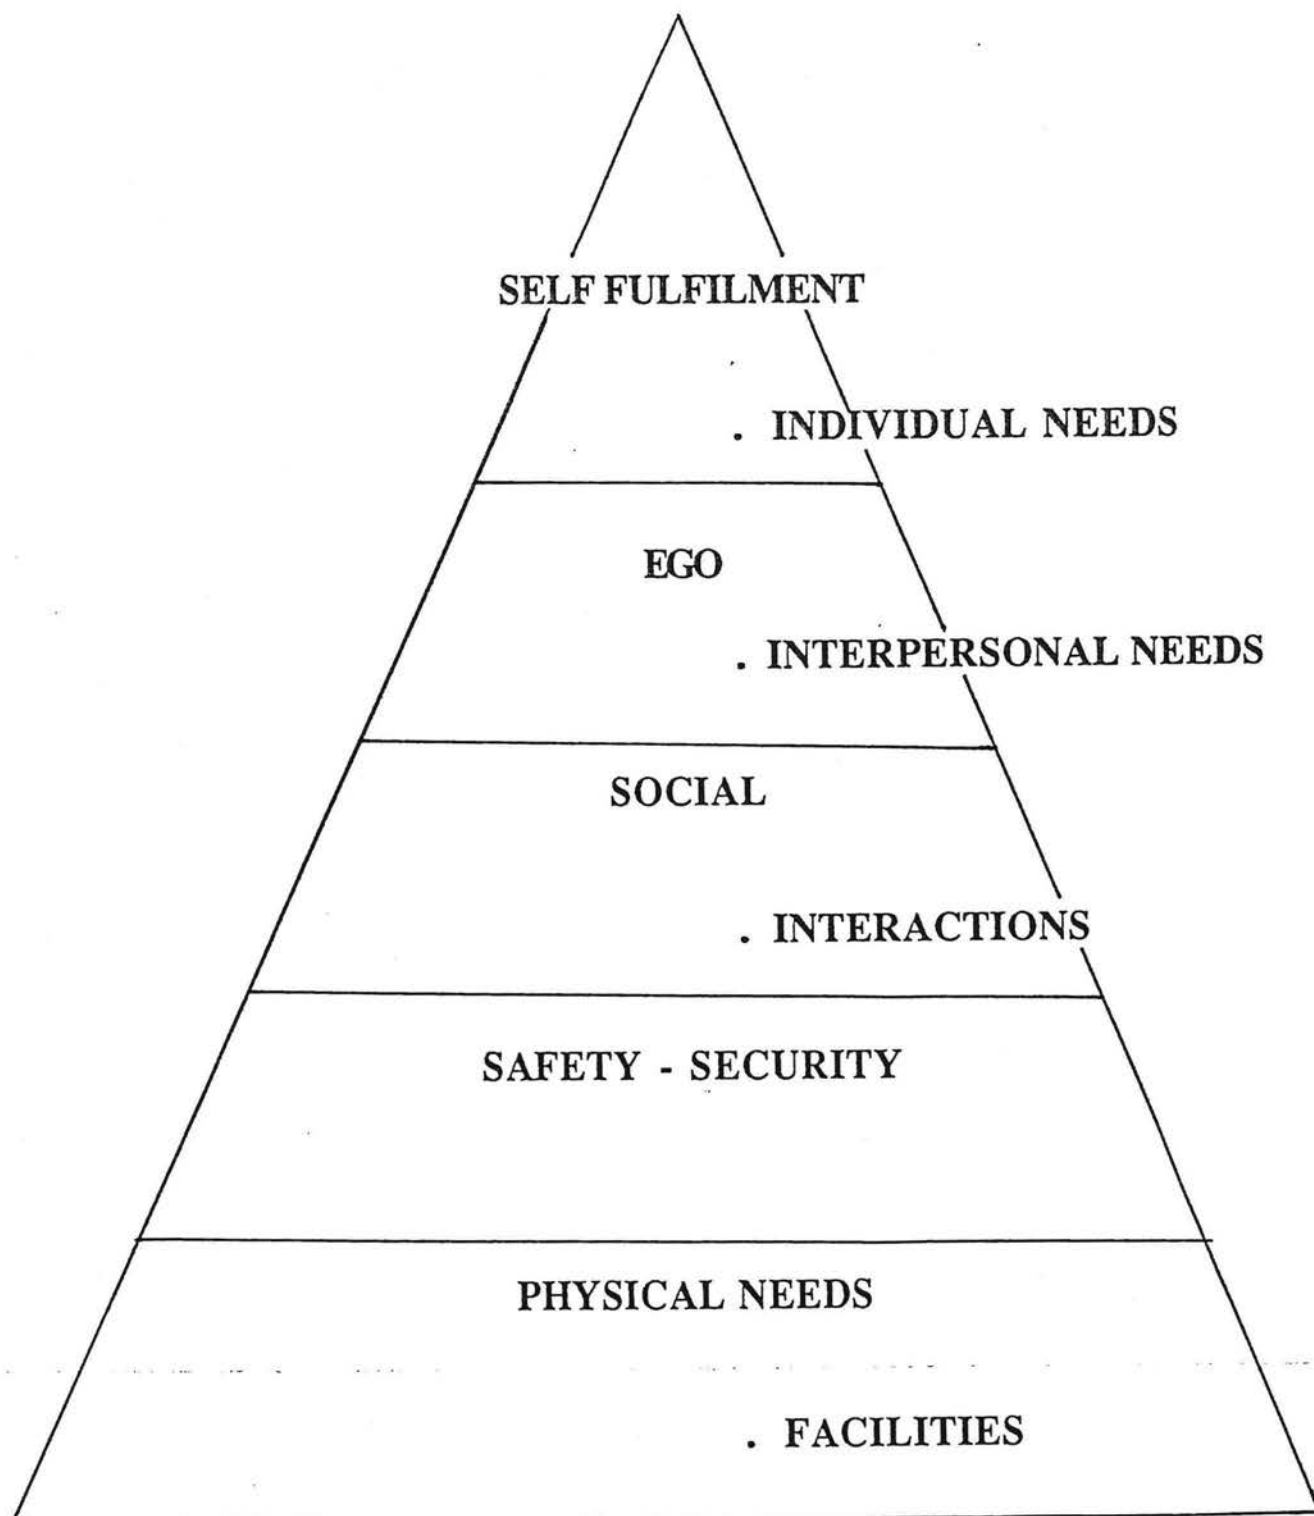 SELF FULFILMENT
. INDIVIDUAL NEEDS
EGO
. INTERPERSONAL NEEDS
SOCIAL
. INTERACTIONS
SAFETY - SECURITY
PHYSICAL NEEDS
. FACILITIES